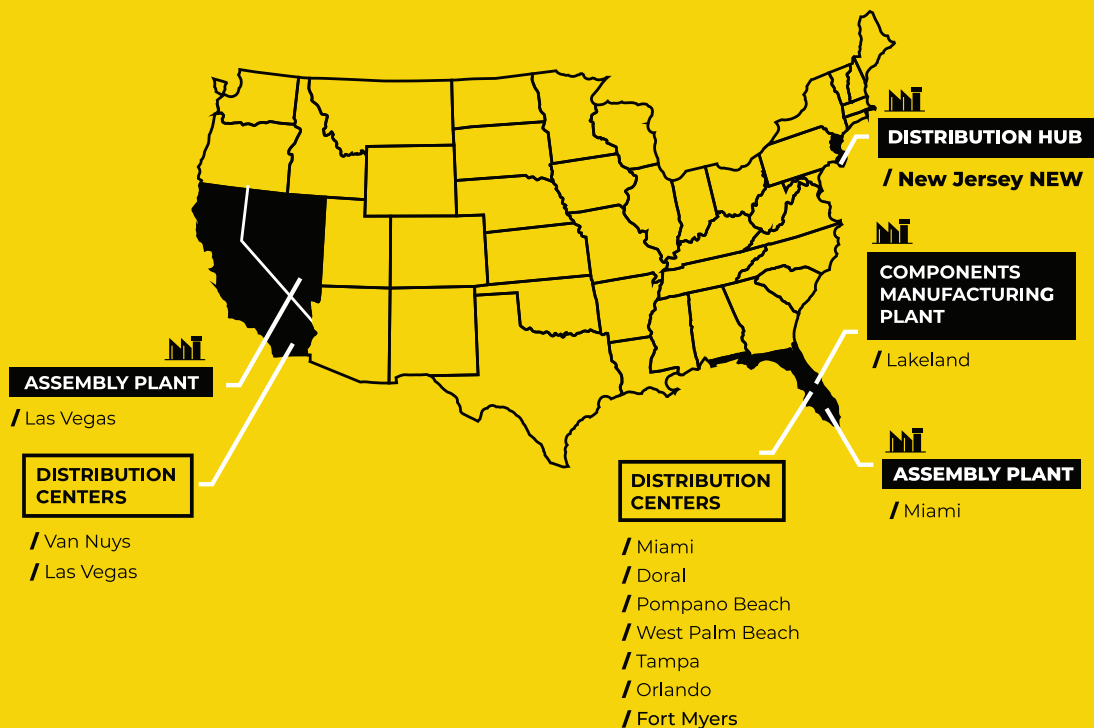 DISTRIBUTION HUB
/ New Jersey NEW
COMPONENTS
MANUFACTURING
PLANT
/ Lakeland
ASSEMBLY PLANT
/ Las Vegas
DISTRIBUTION
CENTERS
/ Van Nuys
/ Las Vegas
DISTRIBUTION
CENTERS
/ Miami
/ Doral
/ Pompano Beach
/ West Palm Beach
/ Tampa
/ Orlando
/ Fort Myers
ASSEMBLY PLANT
/ Miami